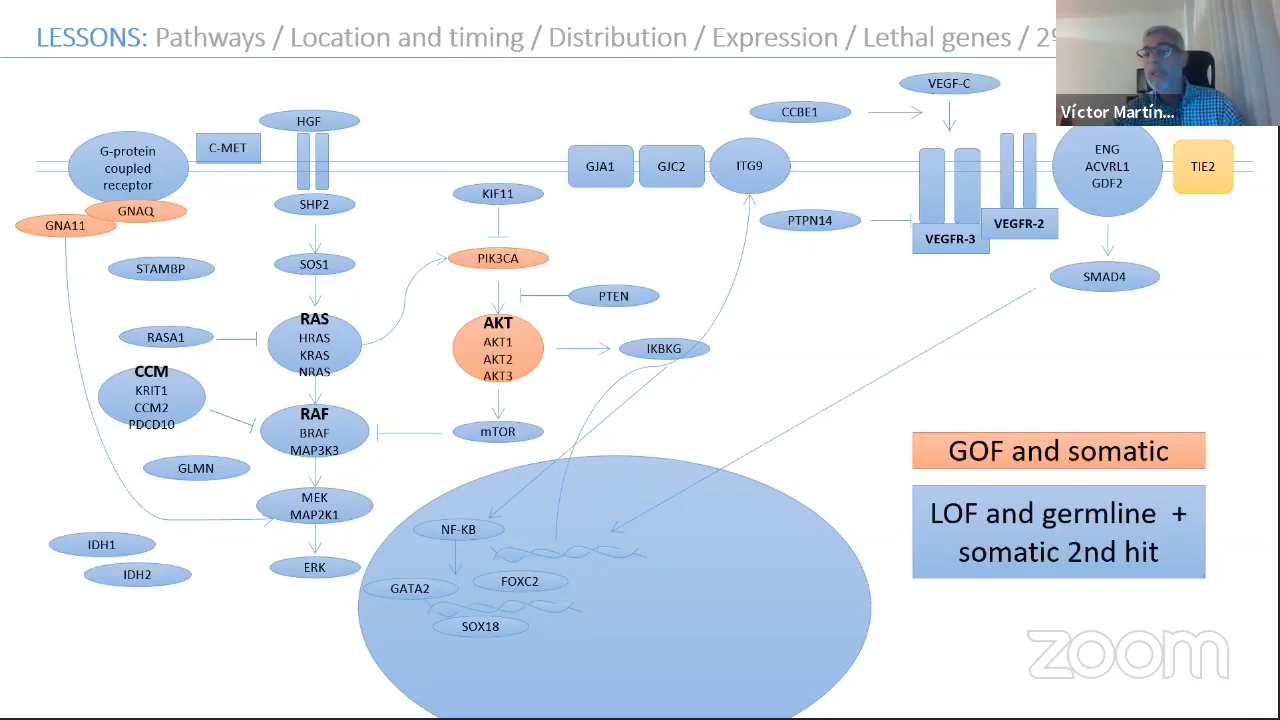 LESSONS: Pathways / Location and timing / Distribution / Expression / Lethal genes / 2º
Víctor Martín...
VEGF-C
CCBE1
HGF
C-MET
G-protein
coupled
receptor
GJA1
GJC2
ITG9
ENG
ACVRL1
GDF2
TIE2
KIF11
SHP2
GNAQ
GNA11
PTPN14
VEGFR-2
VEGFR-3
STAMBP
SOS1
PIK3CA
SMAD4
PTEN
RASA1
RAS
HRAS
KRAS
NRAS
AKT
AKT1
AKT2
AKT3
IKBKG
CCM
KRIT1
CCM2
PDCD10
RAF
BRAF
MAP3K3
mTOR
GLMN
GOF and somatic
MEK
MAP2K1
LOF and germline +
somatic 2nd hit
NF-KB
IDH1
IDH2
ERK
GATA2
FOXC2
SOX18
zoom